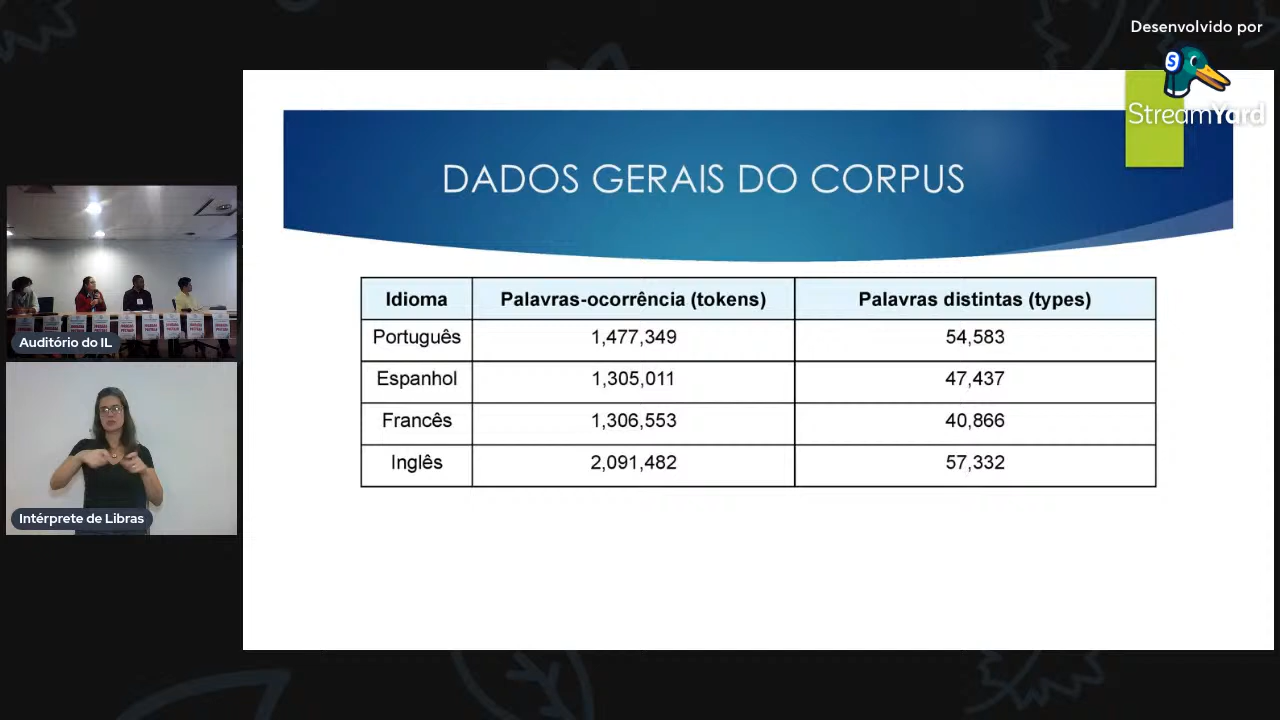 Desenvolvido por
StreamYard
DADOS GERAIS DO CORPUS
Idioma Palavras-ocorrência (tokens) Palavras distintas (types)
Português 1,477,349 54,583
Espanhol 1,305,011 47,437
Francês 1,306,553 40,866
Inglês 2,091,482 57,332
Auditório do IL
Intérprete de Libras